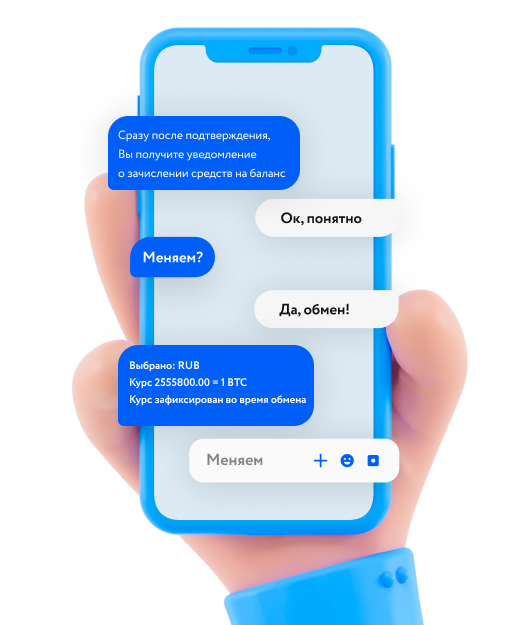 Сразу после подтверждения,
Вы получите уведомление
о зачислении средств на баланс
Ок, понятно
Меняем?
Да, обмен!
Выбрано: RUB
Курс 2555800.00 = 1 BTC
Курс зафиксирован во время обмена
Меняем